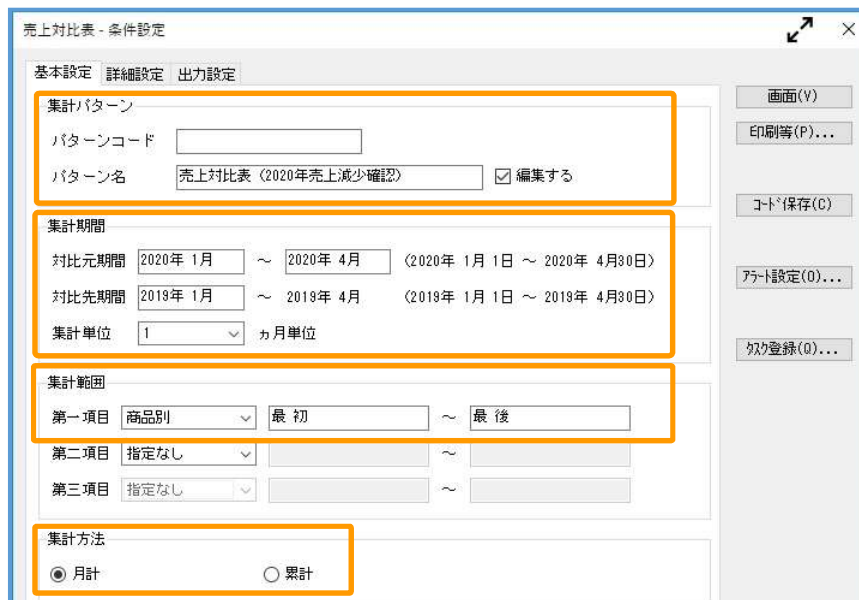 売上対比表 - 条件設定
基本設定 詳細設定 出力設定
集計パターン
パターンコード
パターン名 売上対比表（2020年売上減少確認） 編集する
集計期間
対比元期間 2020年 1月 ～ 2020年 4月 （2020年 1月 1日 ～ 2020年 4月30日）
対比先期間 2019年 1月 ～ 2019年 4月 （2019年 1月 1日 ～ 2019年 4月30日）
集計単位 1 ヵ月単位
集計範囲
第一項目 商品別 最 初 ～ 最 後
第二項目 指定なし ～
第三項目 指定なし ～
集計方法
月計 累計
画面(V)
印刷等(P)...
ｺｰﾄﾞ保存(C)
ｱﾗｰﾄ設定(O)...
ﾀｽｸ登録(Q)...